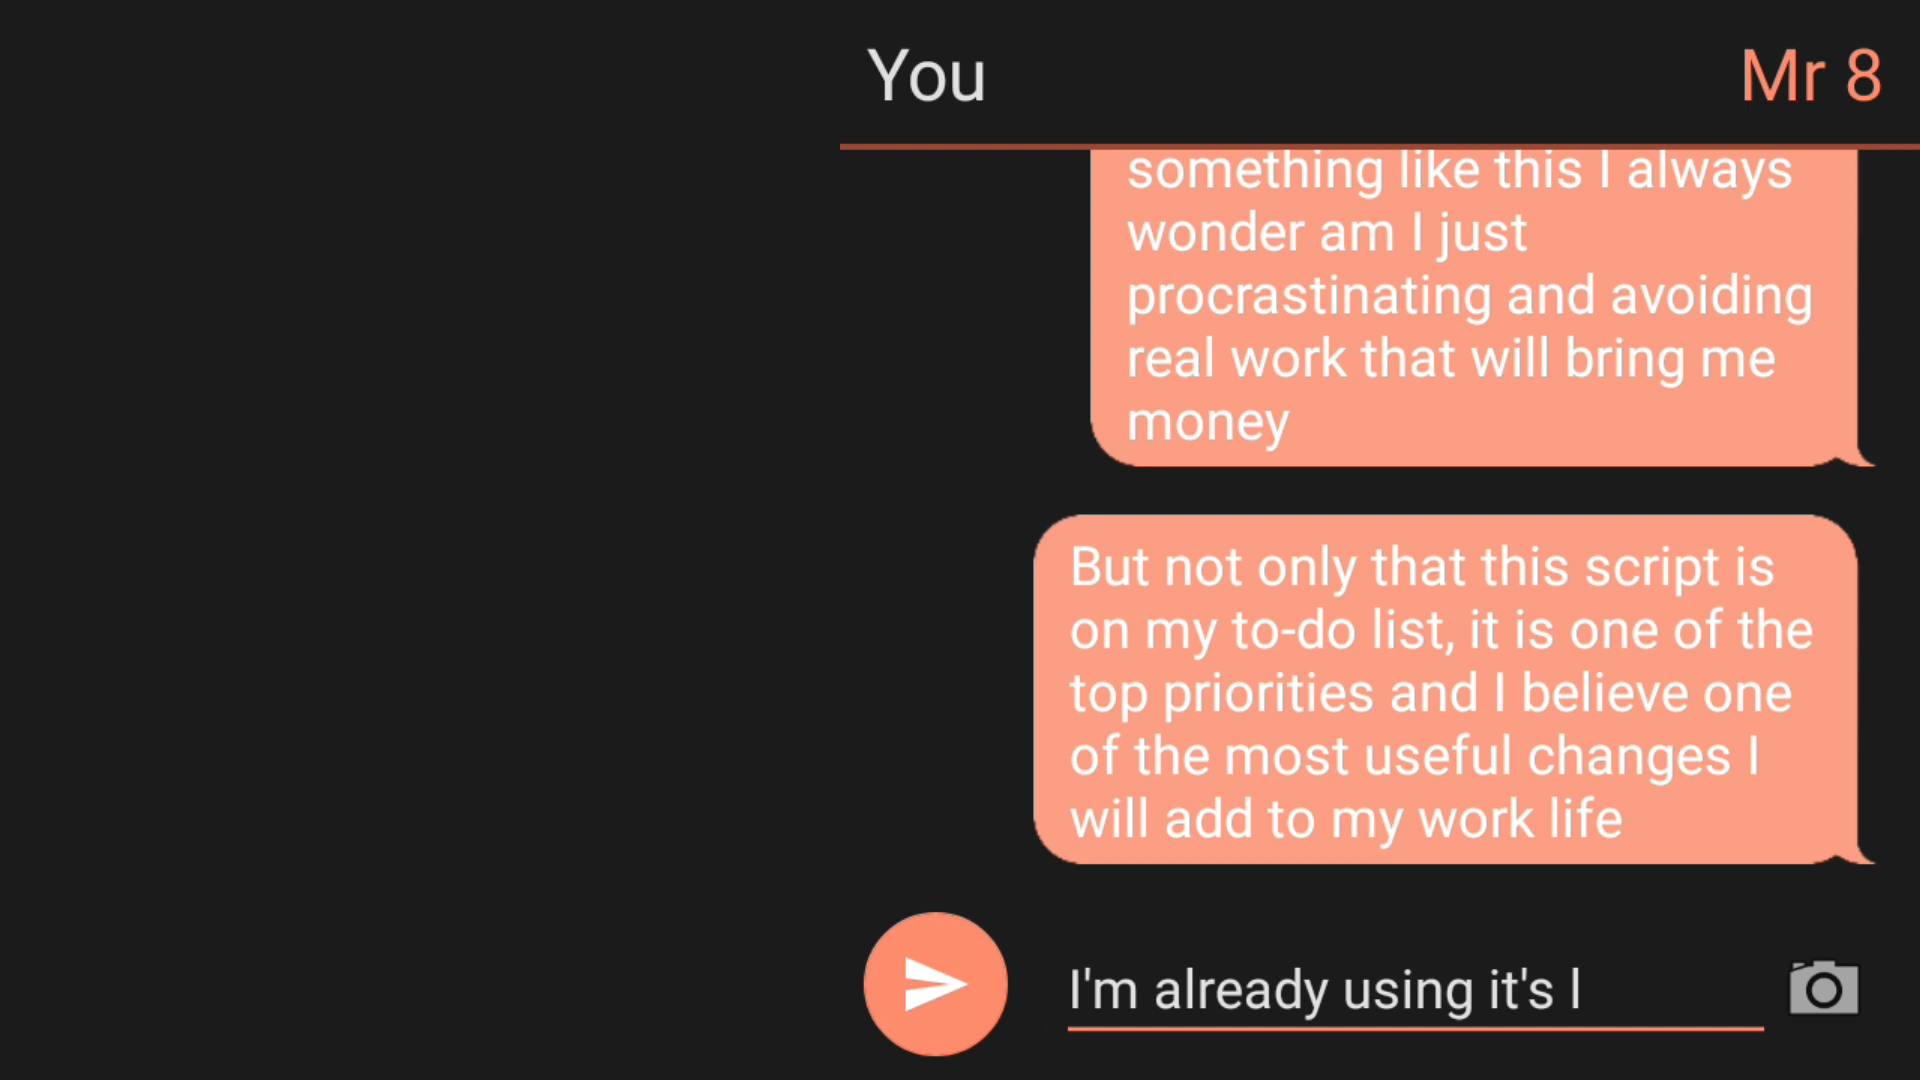 You
Mr 8
something like this I always
wonder am I just
procrastinating and avoiding
real work that will bring me
money
But not only that this script is
on my to-do list, it is one of the
top priorities and I believe one
of the most useful changes I
will add to my work life
I'm already using it's l